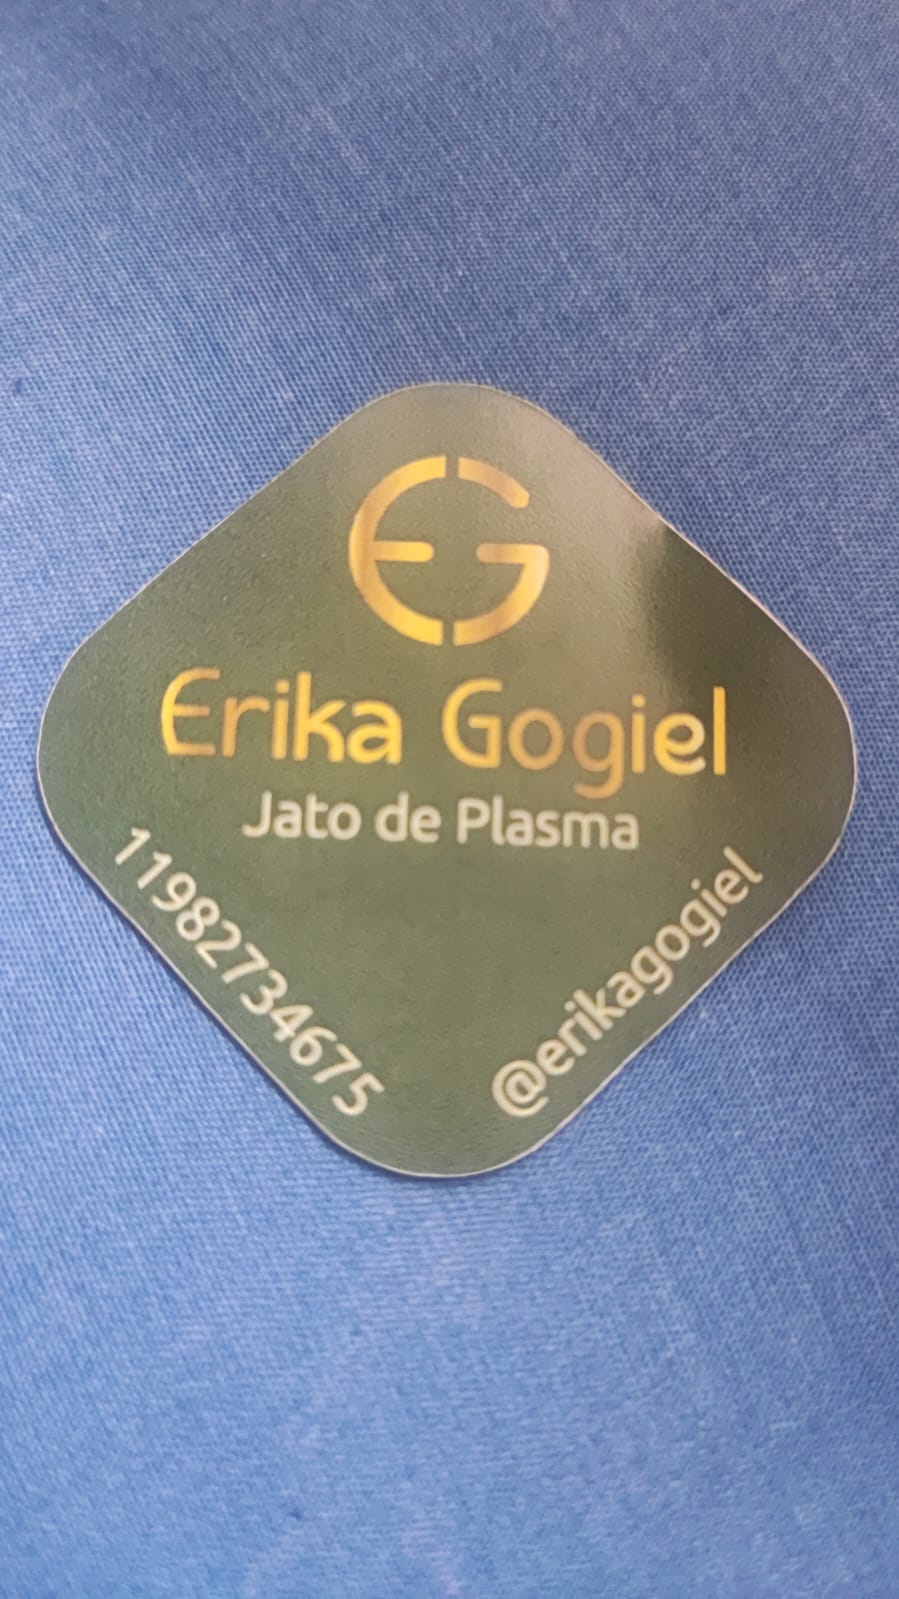 EG
Erika Gogiel
Jato de Plasma
11982734675
@erikagogiel